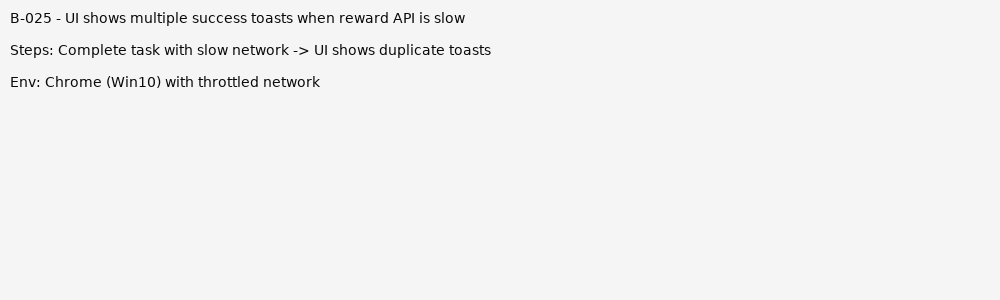 B-025 - UI shows multiple success toasts when reward API is slow
Steps: Complete task with slow network -> UI shows duplicate toasts
Env: Chrome (Win10) with throttled network